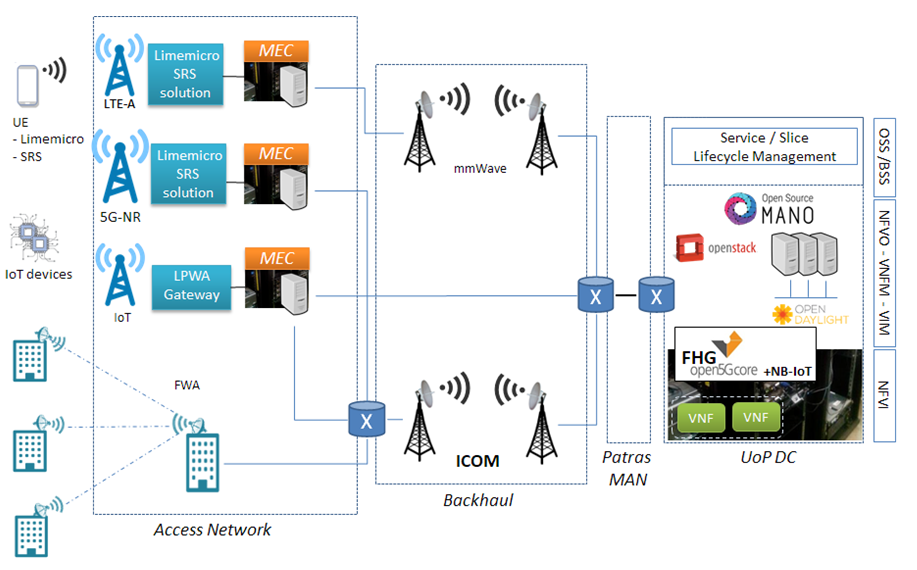 UE
- Limemicro
- SRS
IoT devices
LTE-A
Limemicro
SRS
solution
MEC
5G-NR
Limemicro
SRS
solution
MEC
IoT
LPWA
Gateway
MEC
FWA
X
Access Network
mmWave
ICOM
Backhaul
X
X
Patras
MAN
Service / Slice
Lifecycle Management
Open Source
MANO
openstack
OPEN
DAYLIGHT
FHG
open5Gcore +NB-IoT
VNF
VNF
UoP DC
OSS /BSS
NFVO - VNFM - VIM
NFVI